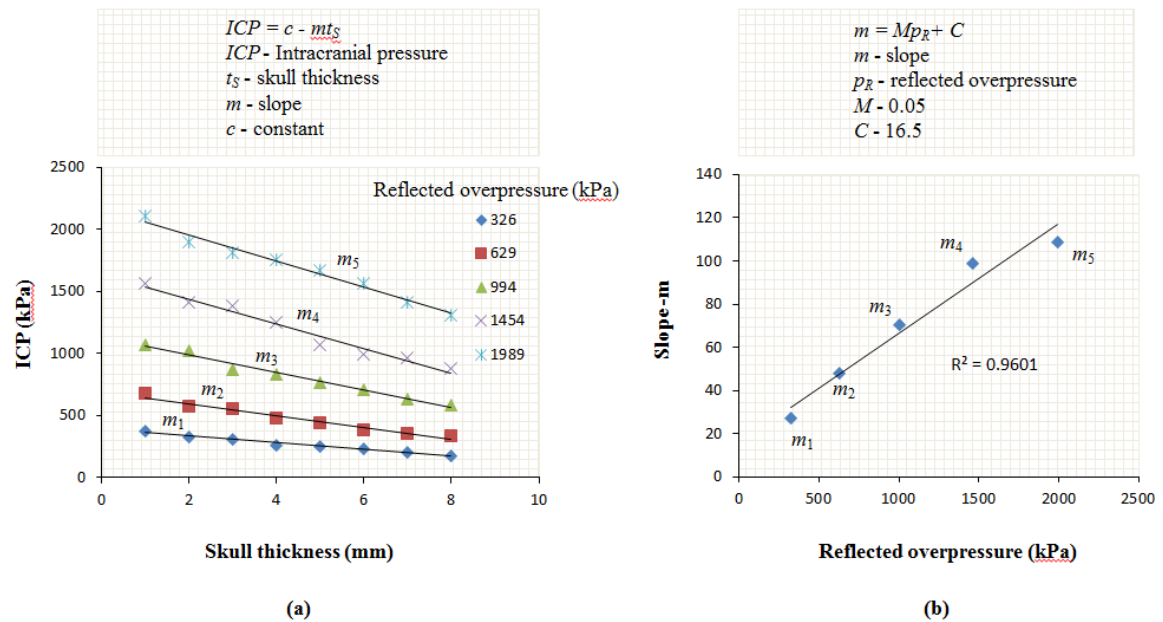 ICP = c - mtS
ICP - Intracranial pressure
tS - skull thickness
m - slope
c - constant
2500
2000
1500
1000
500
0
0 2 4 6 8 10
ICP (kPa)
Skull thickness (mm)
Reflected overpressure (kPa)
326
629
994
1454
1989
m5
m4
m3
m2
m1
(a)
m = MpR + C
m - slope
pR - reflected overpressure
M - 0.05
C - 16.5
140
120
100
80
60
40
20
0
0 500 1000 1500 2000 2500
Slope-m
Reflected overpressure (kPa)
m4
m5
m3
R² = 0.9601
m2
m1
(b)